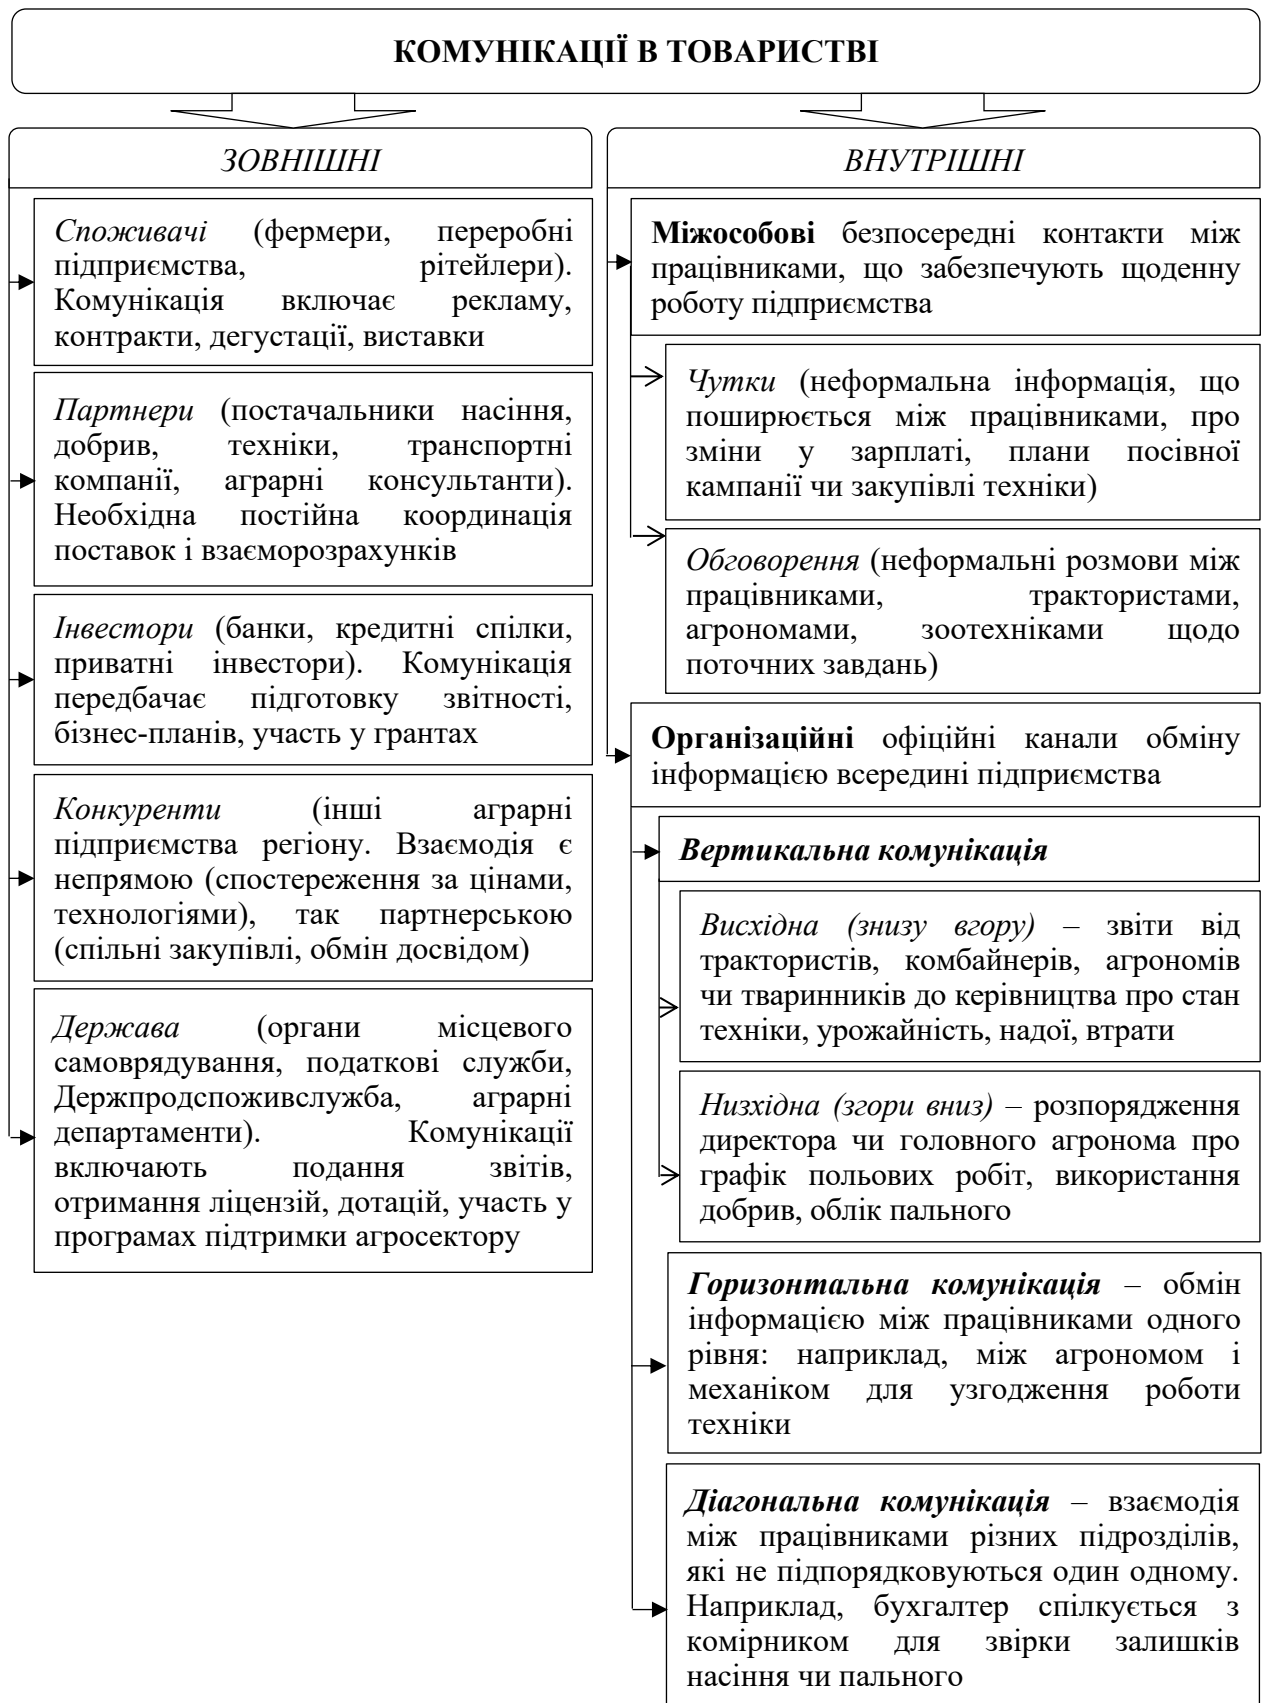 КОМУНІКАЦІЇ В ТОВАРИСТВІ
ЗОВНІШНІ
Споживачі (фермери, переробні
підприємства, рітейлери).
Комунікація включає рекламу,
контракти, дегустації, виставки
Партнери (постачальники насіння,
добрив, техніки, транспортні
компанії, аграрні консультанти).
Необхідна постійна координація
поставок і взаєморозрахунків
Інвестори (банки, кредитні спілки,
приватні інвестори). Комунікація
передбачає підготовку звітності,
бізнес-планів, участь у грантах
Конкуренти (інші аграрні
підприємства регіону. Взаємодія є
непрямою (спостереження за цінами,
технологіями), так партнерською
(спільні закупівлі, обмін досвідом)
Держава (органи місцевого
самоврядування, податкові служби,
Держпродспоживслужба, аграрні
департаменти). Комунікації
включають подання звітів,
отримання ліцензій, дотацій, участь у
програмах підтримки агросектору
ВНУТРІШНІ
Міжособові безпосередні контакти між
працівниками, що забезпечують щоденну
роботу підприємства
Чутки (неформальна інформація, що
поширюється між працівниками, про
зміни у зарплаті, плани посівної
кампанії чи закупівлі техніки)
Обговорення (неформальні розмови між
працівниками, трактористами,
агрономами, зоотехніками щодо
поточних завдань)
Організаційні офіційні канали обміну
інформацією всередині підприємства
Вертикальна комунікація
Висхідна (знизу вгору) – звіти від
трактористів, комбайнерів, агрономів
чи тваринників до керівництва про стан
техніки, урожайність, надої, втрати
Низхідна (згори вниз) – розпорядження
директора чи головного агронома про
графік польових робіт, використання
добрив, облік пального
Горизонтальна комунікація – обмін
інформацією між працівниками одного
рівня: наприклад, між агрономом і
механіком для узгодження роботи
техніки
Діагональна комунікація – взаємодія
між працівниками різних підрозділів,
які не підпорядковуються один одному.
Наприклад, бухгалтер спілкується з
комірником для звірки залишків
насіння чи пального